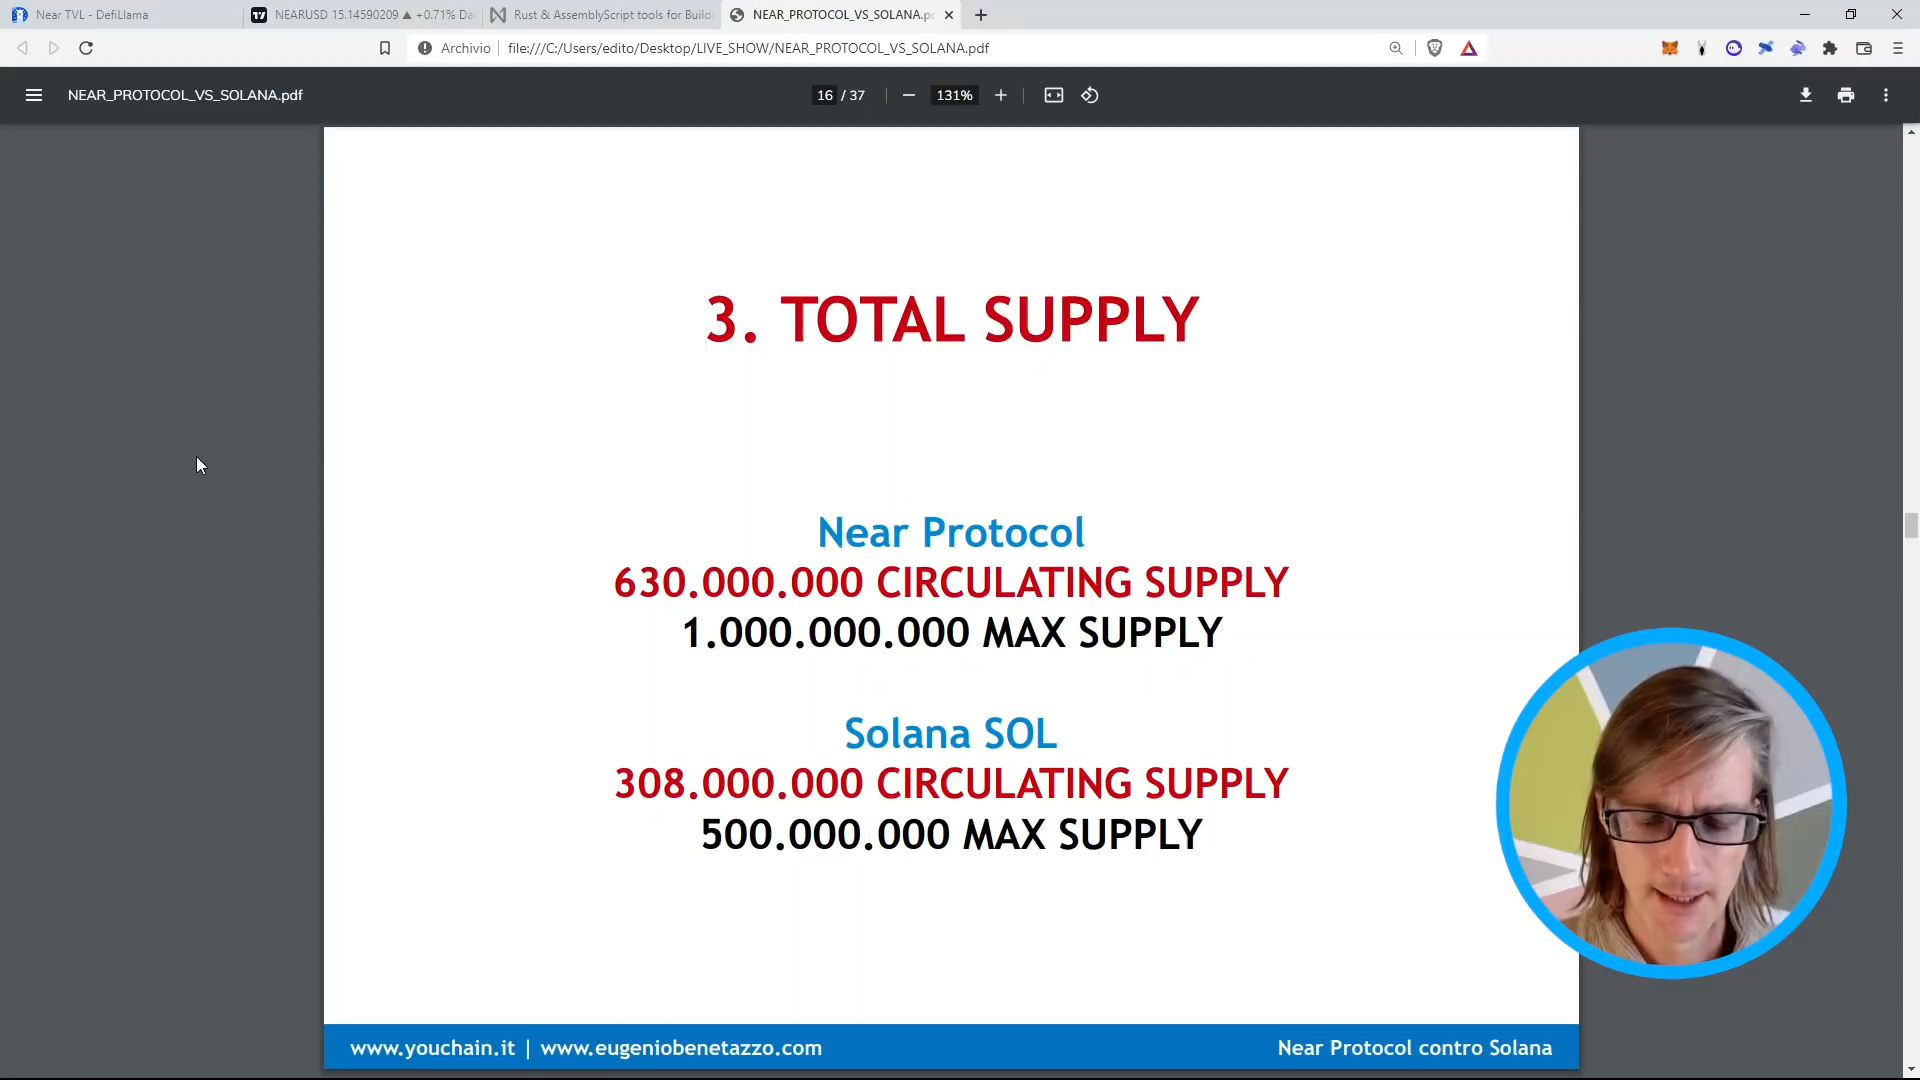 Near TVL - DefiLlama
NEARUSD 15.14590209 ▲ +0.71% Da
Rust & AssemblyScript tools for Build
NEAR_PROTOCOL_VS_SOLANA.p
Archivio
file:///C:/Users/edito/Desktop/LIVE_SHOW/NEAR_PROTOCOL_VS_SOLANA.pdf
NEAR_PROTOCOL_VS_SOLANA.pdf
16 / 37
131%
3. TOTAL SUPPLY
Near Protocol
630.000.000 CIRCULATING SUPPLY
1.000.000.000 MAX SUPPLY
Solana SOL
308.000.000 CIRCULATING SUPPLY
500.000.000 MAX SUPPLY
www.youchain.it | www.eugeniobenetazzo.com
Near Protocol contro Solana